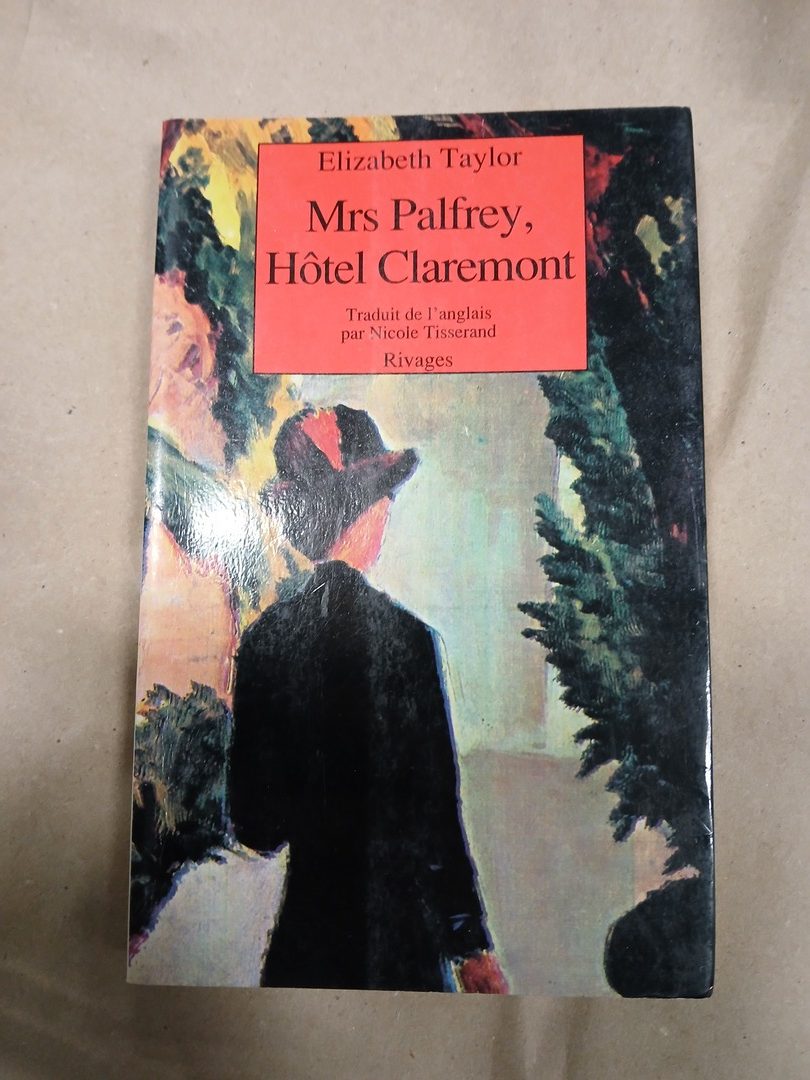 Elizabeth Taylor
Mrs Palfrey,
Hôtel Claremont
Traduit de l'anglais
par Nicole Tisserand
Rivages